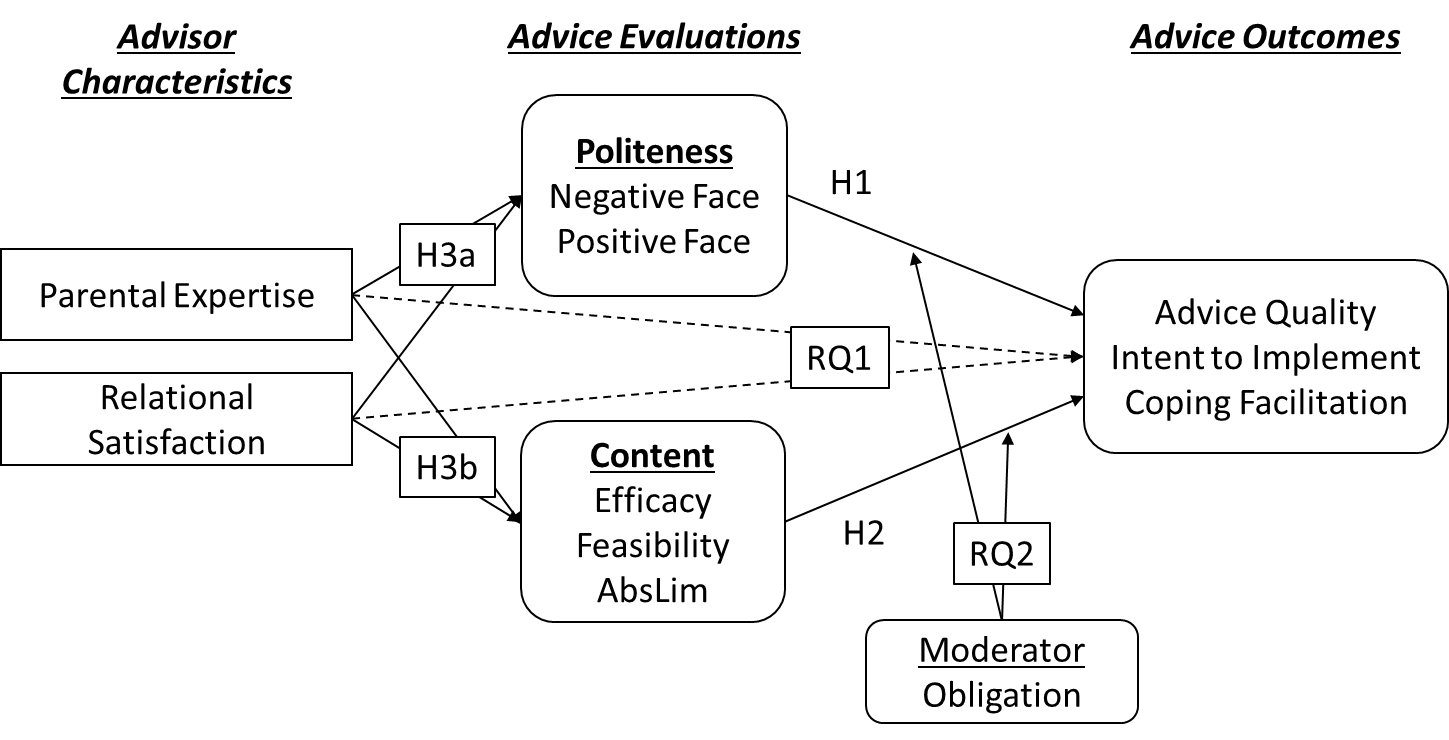 Advisor
Characteristics
Advice Evaluations
Advice Outcomes
Politeness
Negative Face
Positive Face
H1
H3a
Parental Expertise
Advice Quality
Intent to Implement
Coping Facilitation
RQ1
Relational
Satisfaction
H3b
Content
Efficacy
Feasibility
AbsLim
H2
RQ2
Moderator
Obligation